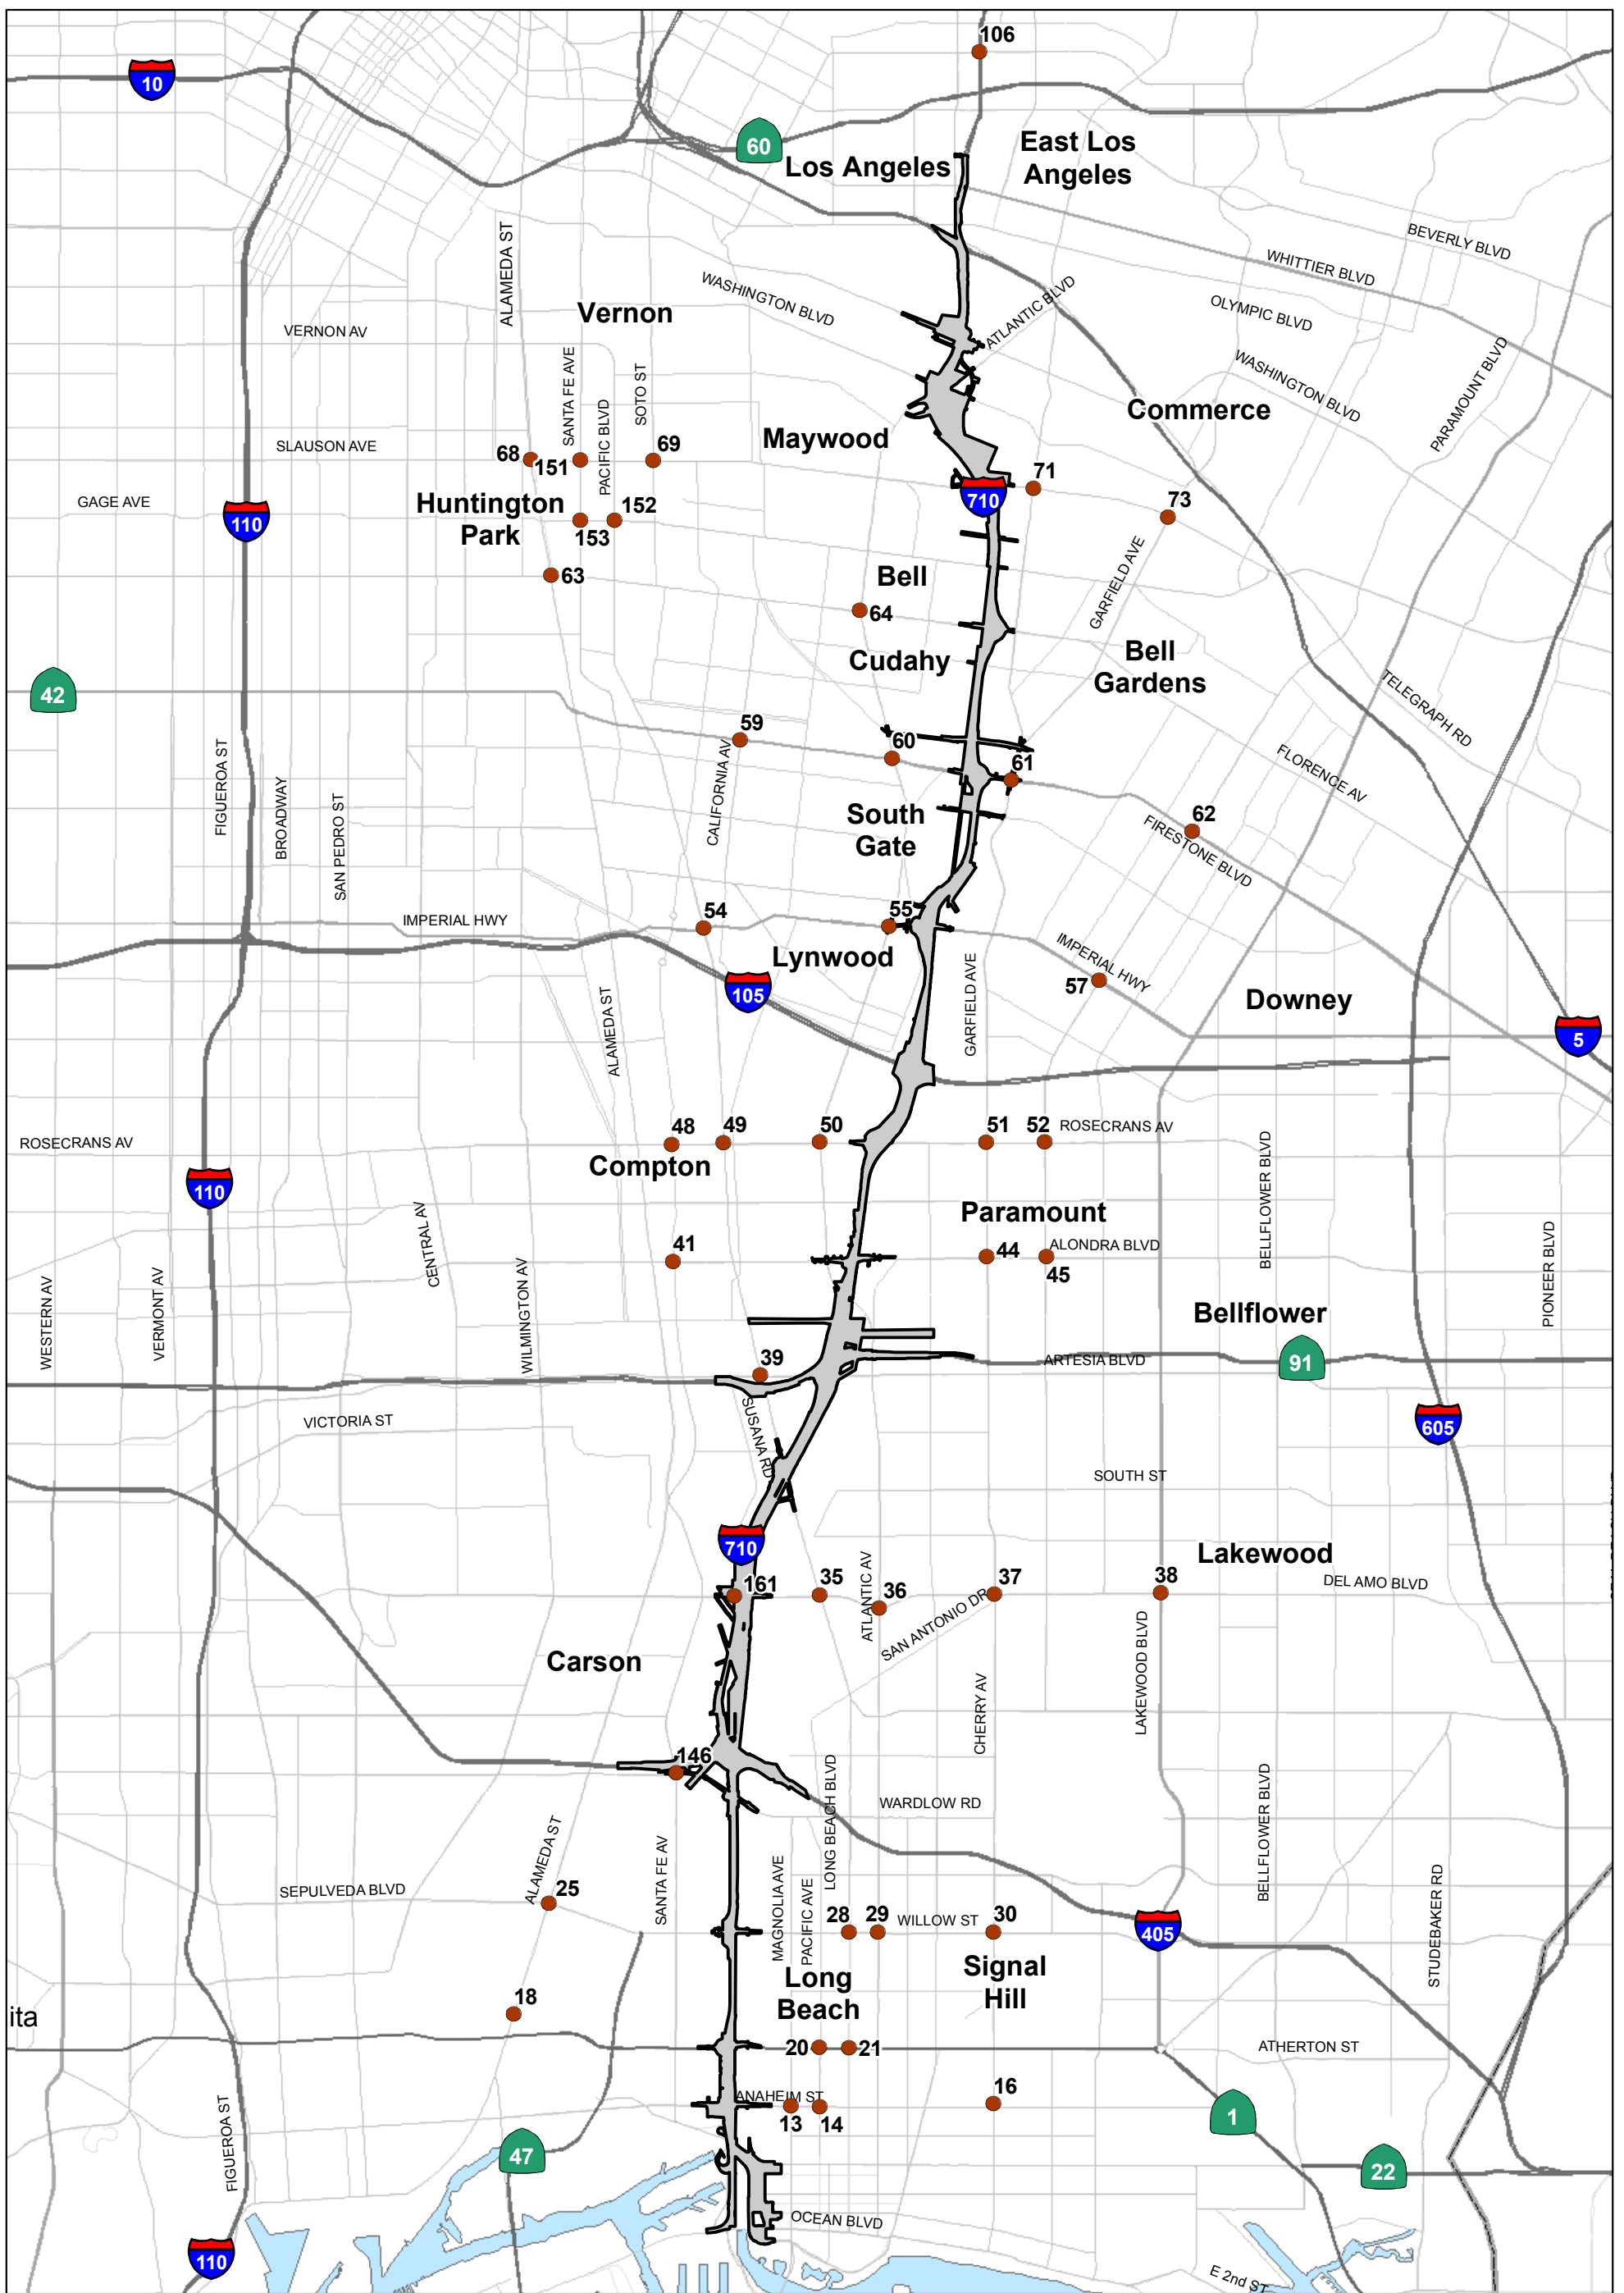 106
10
60
Los Angeles
East Los
Angeles
ALAMEDA ST
BEVERLY BLVD
WHITTIER BLVD
WASHINGTON BLVD
Vernon
ATLANTIC BLVD
OLYMPIC BLVD
VERNON AV
SANTA FE AVE
SOTO ST
PACIFIC BLVD
WASHINGTON BLVD
PARAMOUNT BLVD
Commerce
Maywood
SLAUSON AVE
68
151
69
71
710
73
GAGE AVE
110
Huntington
Park
152
153
63
Bell
64
GARFIELD AVE
Cudahy
Bell
Gardens
42
TELEGRAPH RD
59
60
61
FIGUEROA ST
BROADWAY
SAN PEDRO ST
CALIFORNIA AV
FLORENCE AV
South
Gate
62
FIRESTONE BLVD
IMPERIAL HWY
54
55
Lynwood
IMPERIAL HWY
57
105
GARFIELD AVE
Downey
ALAMEDA ST
5
ROSECRANS AV
48
49
50
51
52
ROSECRANS AV
Compton
110
BELLFLOWER BLVD
Paramount
CENTRAL AV
41
44
ALONDRA BLVD
45
WESTERN AV
VERMONT AV
WILMINGTON AV
PIONEER BLVD
Bellflower
39
ARTESIA BLVD
91
VICTORIA ST
SUSANA RD
605
SOUTH ST
710
Lakewood
161
35
ATLANTIC AV
36
SAN ANTONIO DR
37
38
DEL AMO BLVD
Carson
CHERRY AV
LAKEWOOD BLVD
146
LONG BEACH BLVD
WARDLOW RD
BELLFLOWER BLVD
ALAMEDA ST
SEPULVEDA BLVD
25
SANTA FE AV
MAGNOLIA AVE
PACIFIC AVE
28
29
WILLOW ST
30
405
STUDEBAKER RD
Signal
Hill
Long
Beach
18
ita
20
21
ATHERTON ST
ANAHEIM ST
13
14
16
1
FIGUEROA ST
47
22
OCEAN BLVD
110
E 2nd ST